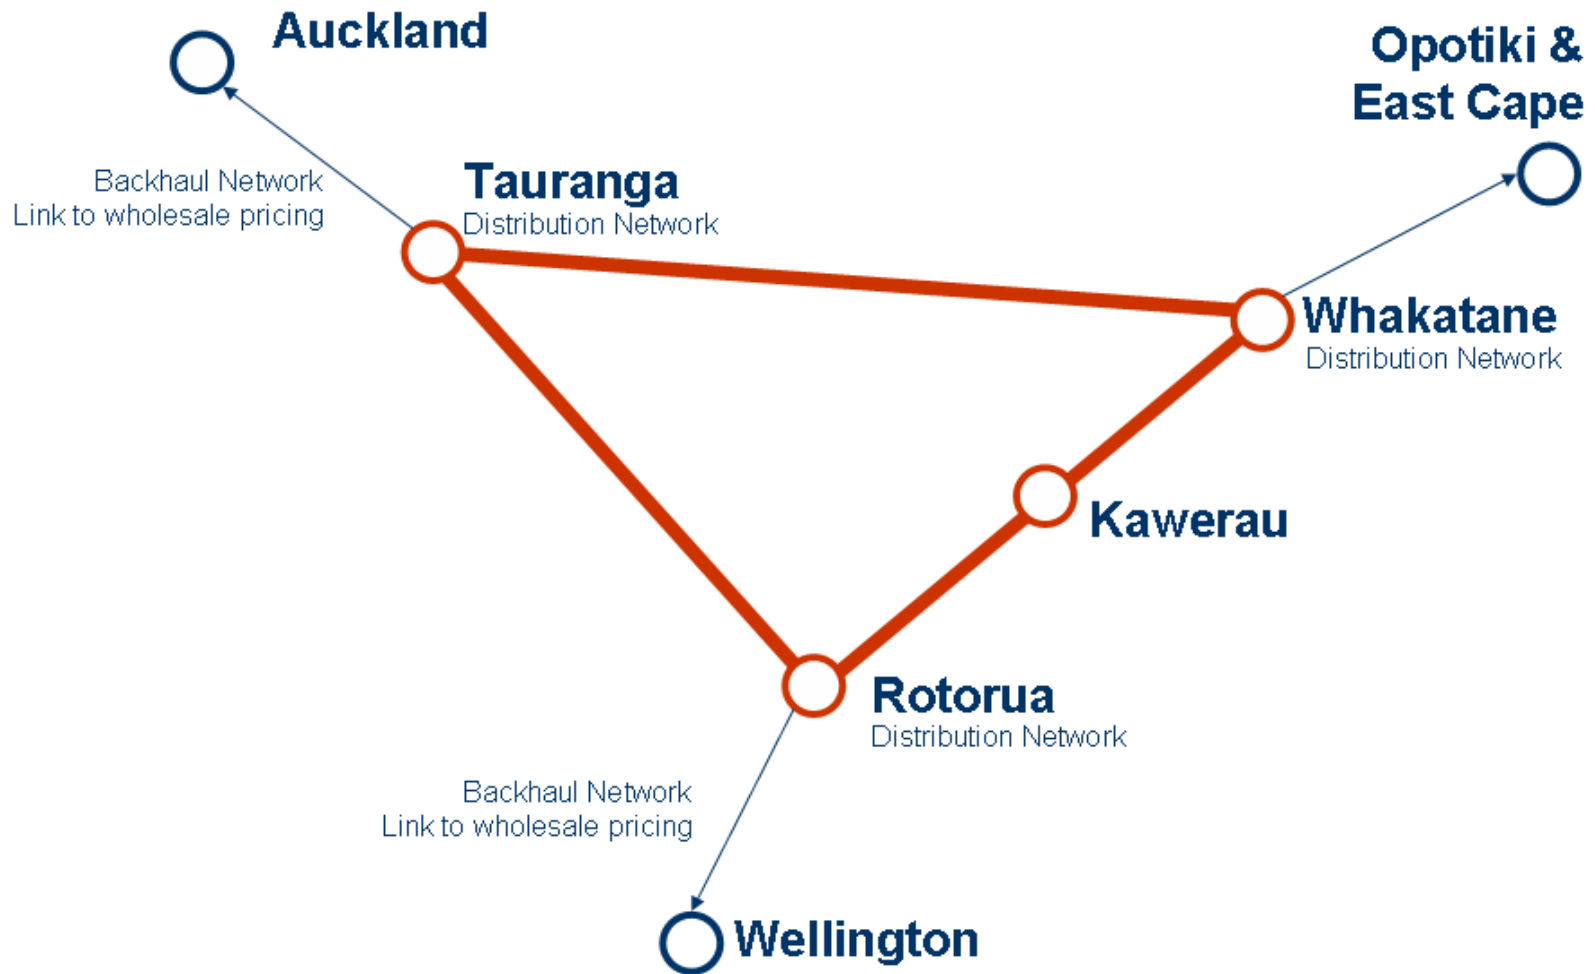 Auckland
Opotiki &
East Cape
Backhaul Network
Link to wholesale pricing
Tauranga
Distribution Network
Whakatane
Distribution Network
Kawerau
Rotorua
Distribution Network
Backhaul Network
Link to wholesale pricing
Wellington